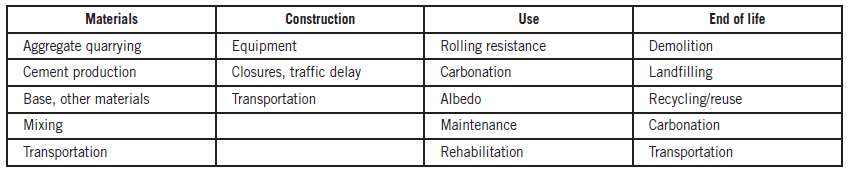 Materials Construction Use End of life
Aggregate quarrying Equipment Rolling resistance Demolition
Cement production Closures, traffic delay Carbonation Landfilling
Base, other materials Transportation Albedo Recycling/reuse
Mixing Maintenance Carbonation
Transportation Rehabilitation Transportation